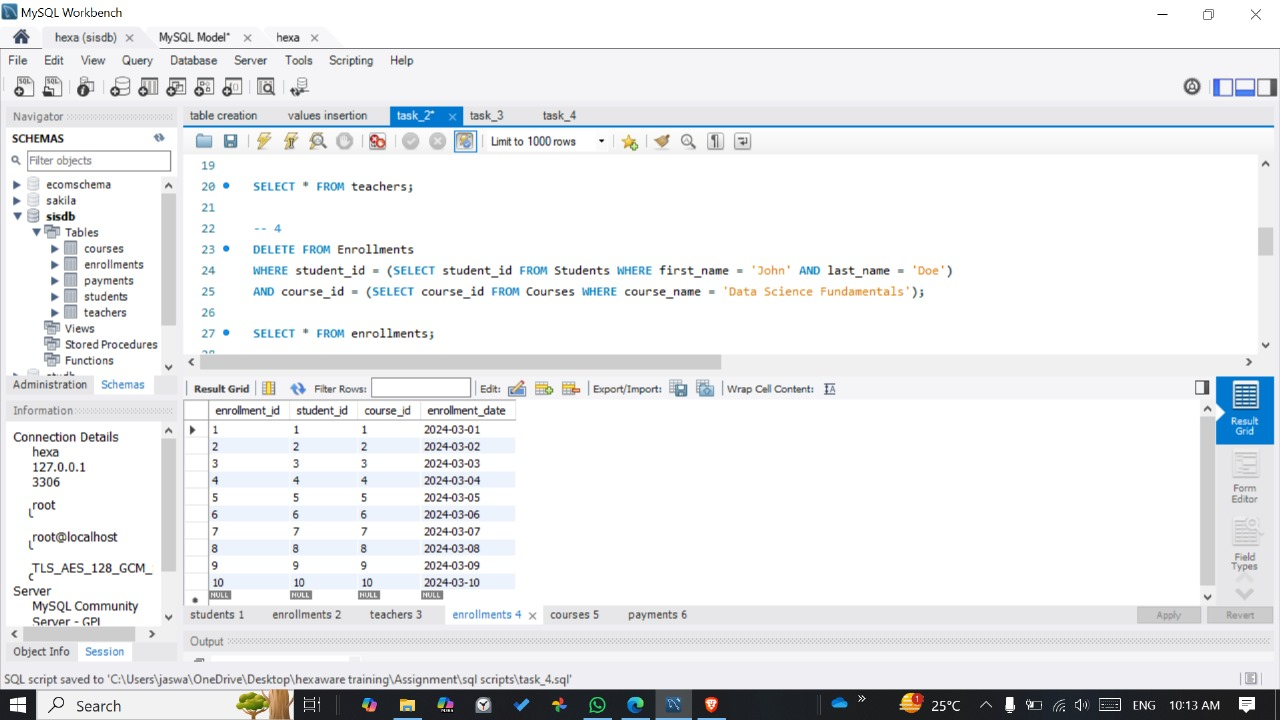 MySQL Workbench
hexa (sisdb)
MySQL Model*
hexa
File Edit View Query Database Server Tools Scripting Help
Navigator
SCHEMAS
Filter objects
ecomschema
sakila
sisdb
Tables
courses
enrollments
payments
students
teachers
Views
Stored Procedures
Functions
Administration Schemas
Information
Connection Details
hexa
127.0.0.1
3306
root
root@localhost
TLS_AES_128_GCM_
Server
MySQL Community
Server - GPL
Object Info Session
table creation values insertion task_2* task_3 task_4
Limit to 1000 rows
19
20 SELECT * FROM teachers;
21
22 -- 4
23 DELETE FROM Enrollments
24 WHERE student_id = (SELECT student_id FROM Students WHERE first_name = 'John' AND last_name = 'Doe')
25 AND course_id = (SELECT course_id FROM Courses WHERE course_name = 'Data Science Fundamentals');
26
27 SELECT * FROM enrollments;
Result Grid Filter Rows: Edit: Export/Import: Wrap Cell Content:
enrollment_id student_id course_id enrollment_date
1 1 1 2024-03-01
2 2 2 2024-03-02
3 3 3 2024-03-03
4 4 4 2024-03-04
5 5 5 2024-03-05
6 6 6 2024-03-06
7 7 7 2024-03-07
8 8 8 2024-03-08
9 9 9 2024-03-09
10 10 10 2024-03-10
NULL NULL NULL NULL
Result
Grid
Form
Editor
Field
Types
students 1 enrollments 2 teachers 3 enrollments 4 courses 5 payments 6
Apply Revert
Output
SQL script saved to 'C:\Users\jaswa\OneDrive\Desktop\hexaware training\Assignment\sql scripts\task_4.sql'
Search
1
25°C
ENG
10:13 AM